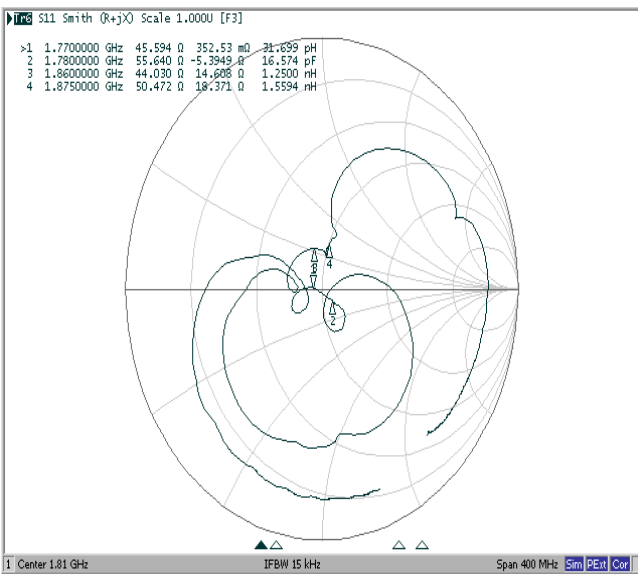 Tr6 S11 Smith (R+jX) Scale 1.000U [F3]
>1 1.7700000 GHz 45.594 Ω 352.53 mΩ 31.699 pH
2 1.7800000 GHz 55.640 Ω -5.3949 Ω 16.574 pF
3 1.8600000 GHz 44.030 Ω 14.608 Ω 1.2500 nH
4 1.8750000 GHz 50.472 Ω 18.371 Ω 1.5594 nH
4
2
1 Center 1.81 GHz IFBW 15 kHz Span 400 MHz Sim PExt Cor